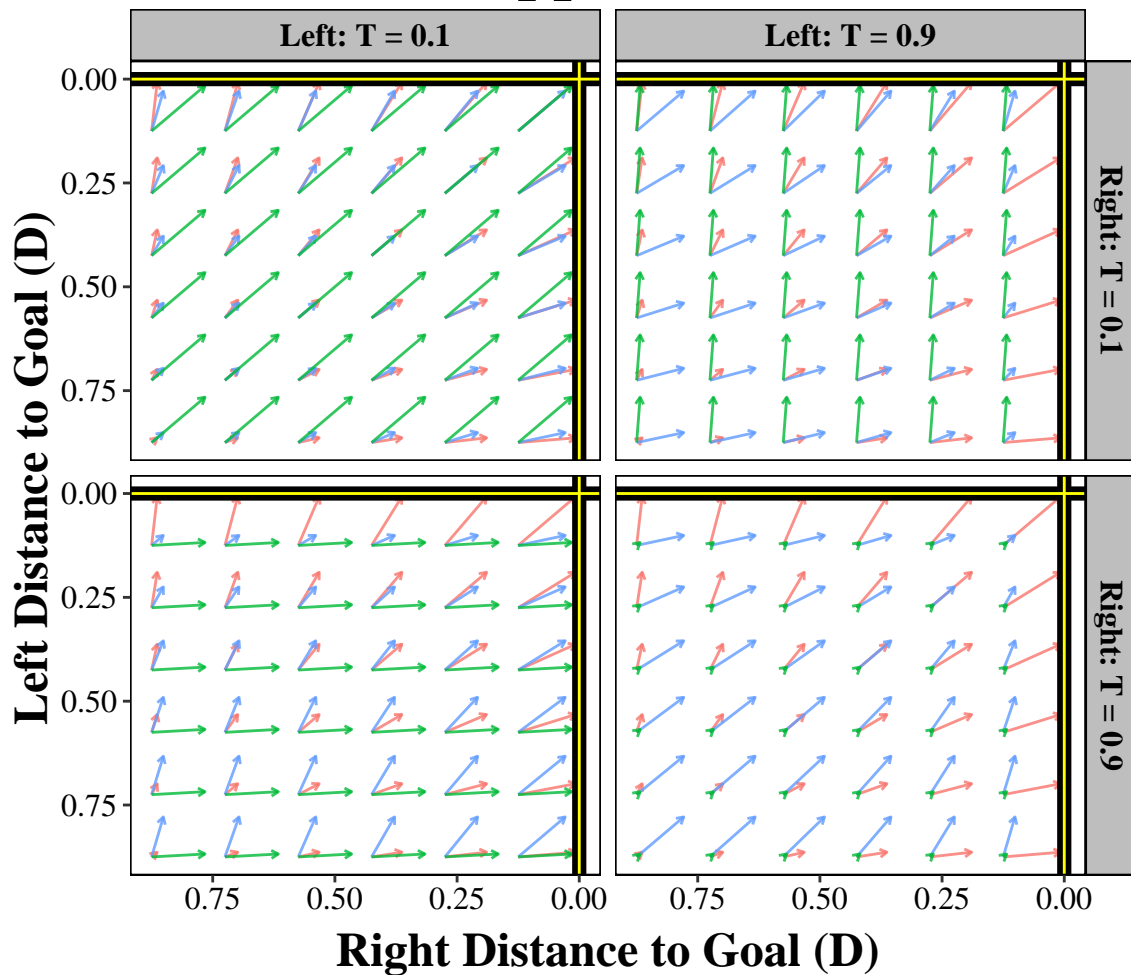 Left: T = 0.1
Left: T = 0.9
0.00
0.25
0.50
0.75
Right: T = 0.1
0.00
0.25
0.50
0.75
Right: T = 0.9
Left Distance to Goal (D)
0.75
0.50
0.25
0.00
0.75
0.50
0.25
0.00
Right Distance to Goal (D)